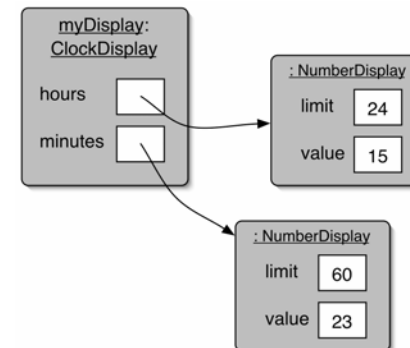 myDisplay:
ClockDisplay
hours
minutes
: NumberDisplay
limit 24
value 15
: NumberDisplay
limit 60
value 23